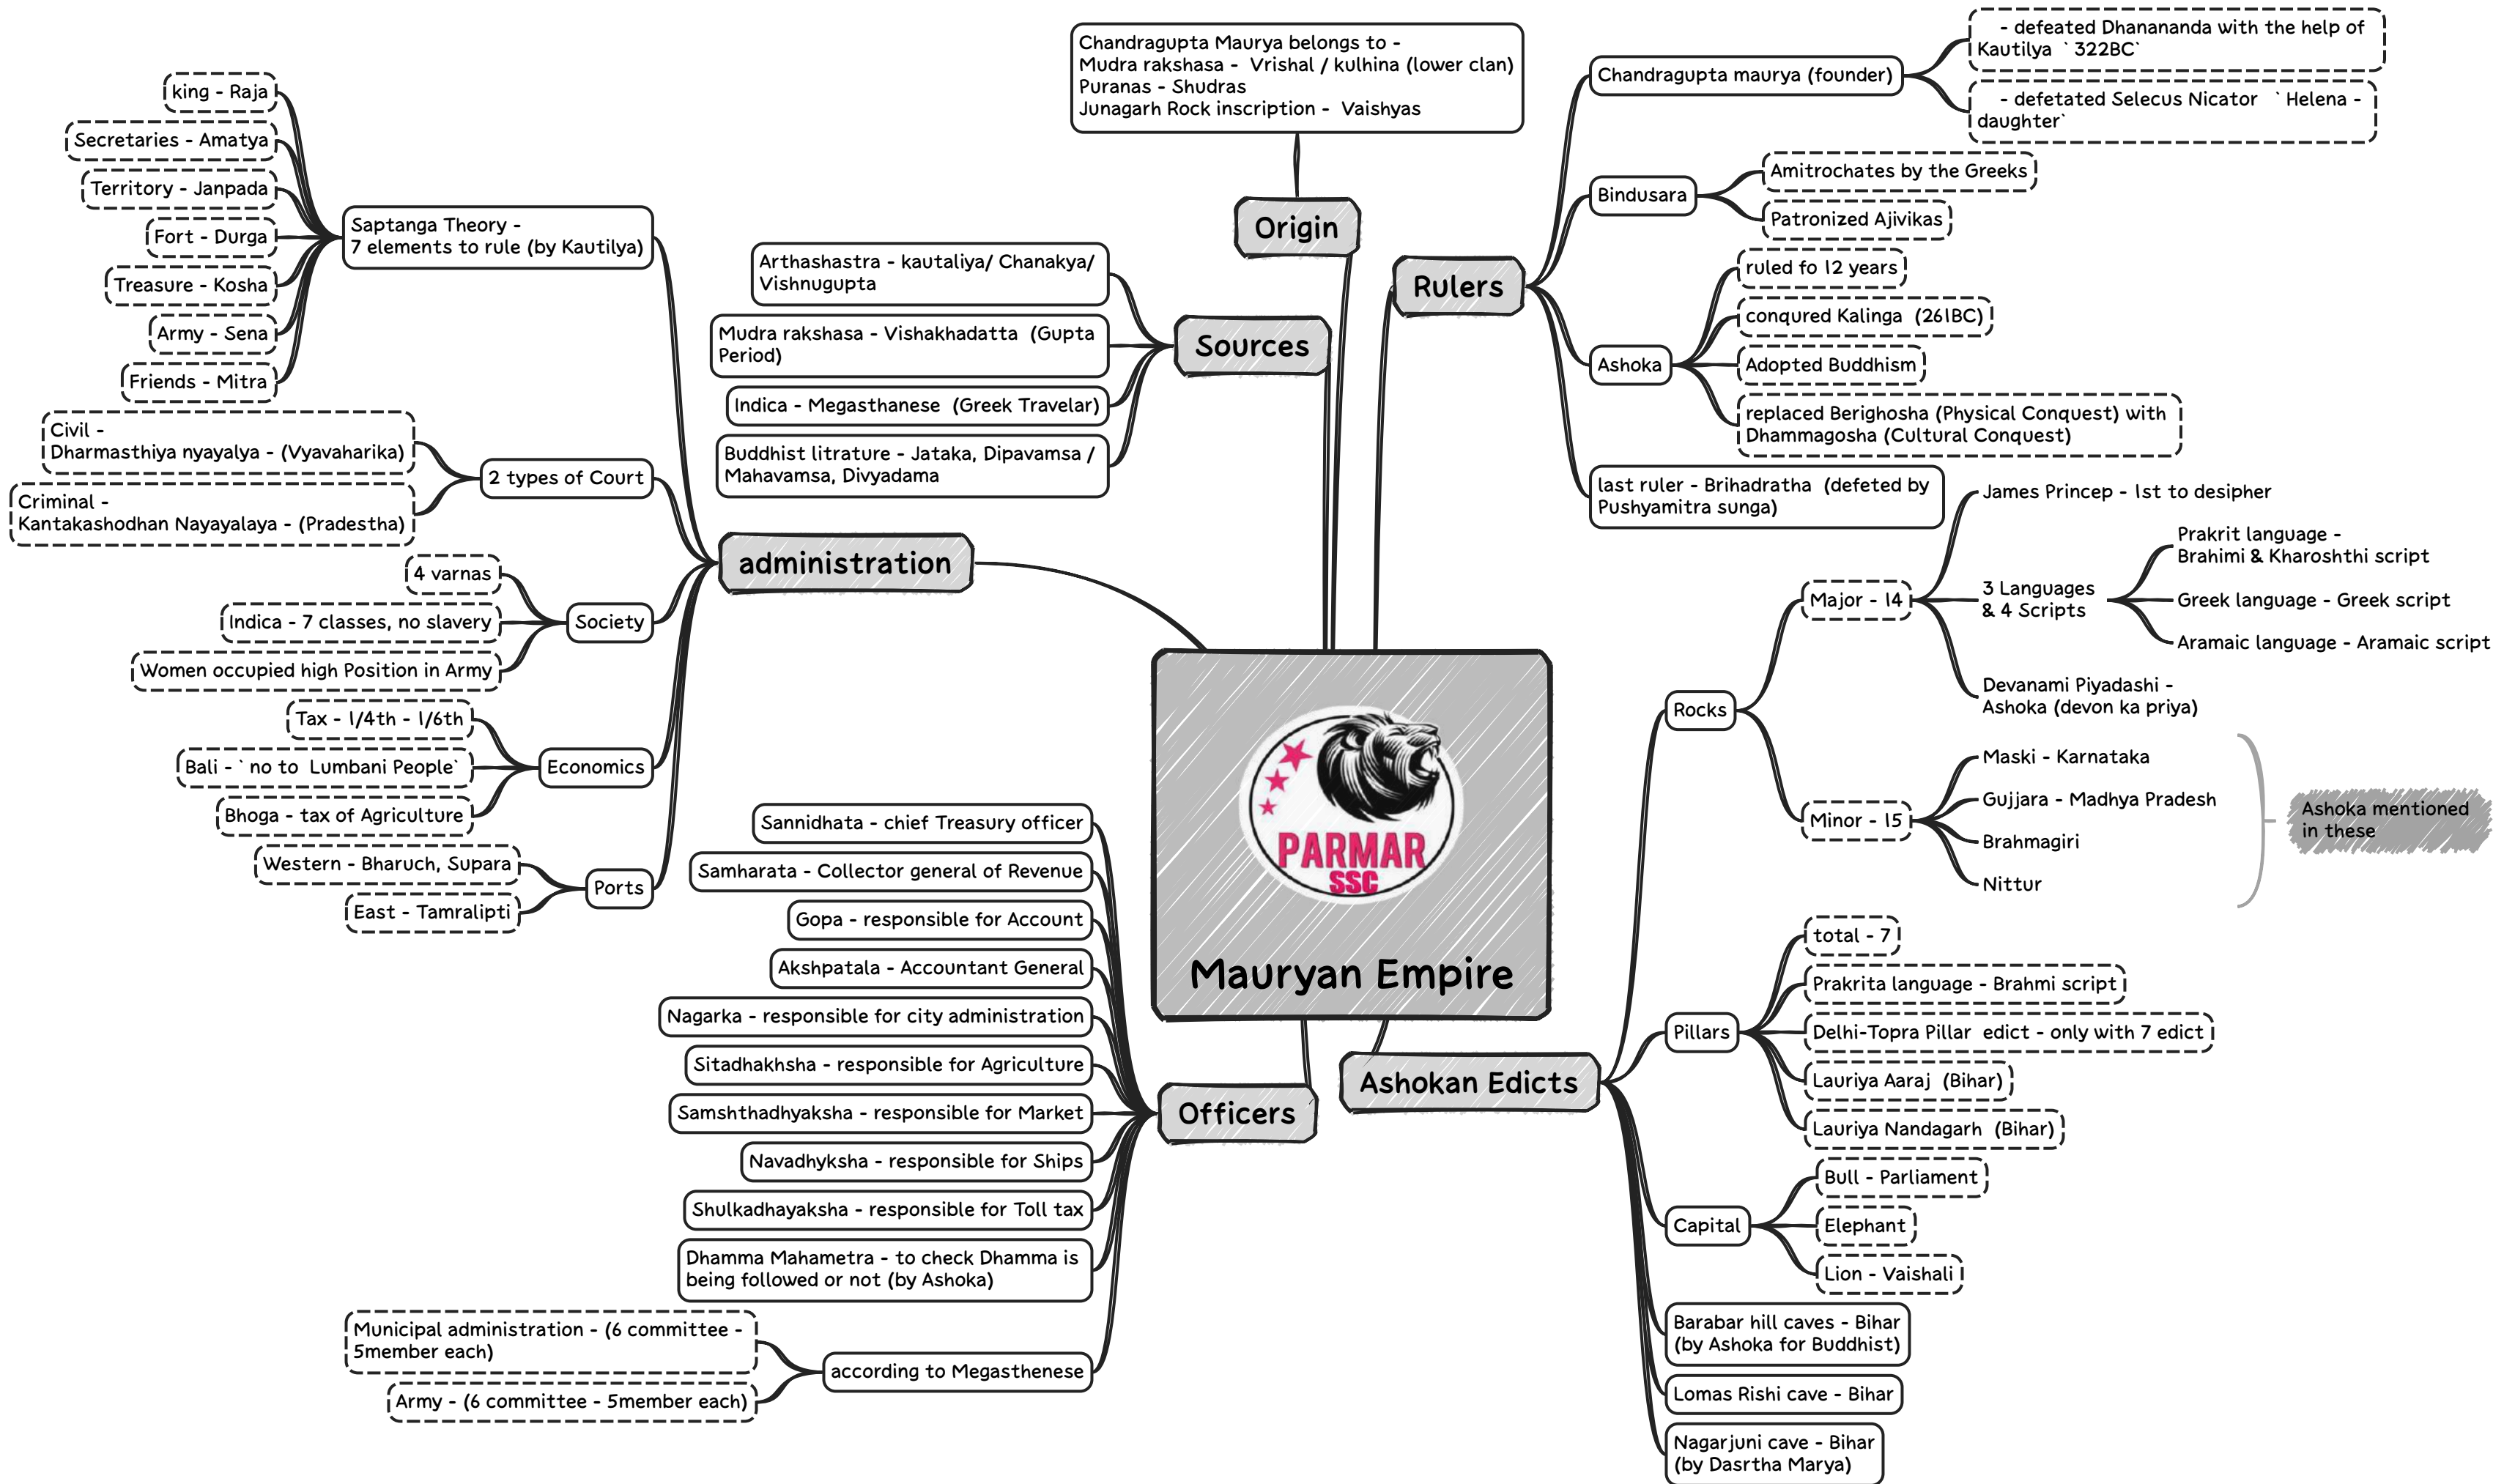 Chandragupta Maurya belongs to -
Mudra rakshasa - Vrishal / kulhina (lower clan)
Puranas - Shudras
Junagarh Rock inscription - Vaishyas
Origin
Sources
Arthashastra - kautaliya/ Chanakya/
Vishnugupta
Mudra rakshasa - Vishakhadatta (Gupta
Period)
Indica - Megasthanese (Greek Travelar)
Buddhist litrature - Jataka, Dipavamsa /
Mahavamsa, Divyadama
administration
Saptanga Theory -
7 elements to rule (by Kautilya)
king - Raja
Secretaries - Amatya
Territory - Janpada
Fort - Durga
Treasure - Kosha
Army - Sena
Friends - Mitra
2 types of Court
Civil -
Dharmasthiya nyayalya - (Vyavaharika)
Criminal -
Kantakashodhan Nayayalaya - (Pradestha)
Society
4 varnas
Indica - 7 classes, no slavery
Women occupied high Position in Army
Economics
Tax - 1/4th - 1/6th
Bali - `no to Lumbani People`
Bhoga - tax of Agriculture
Ports
Western - Bharuch, Supara
East - Tamralipti
Rulers
Chandragupta maurya (founder)
- defeated Dhanananda with the help of
Kautilya `322BC`
- defetated Selecus Nicator `Helena -
daughter`
Bindusara
Amitrochates by the Greeks
Patronized Ajivikas
Ashoka
ruled fo 12 years
conqured Kalinga (261BC)
Adopted Buddhism
replaced Berighosha (Physical Conquest) with
Dhammagosha (Cultural Conquest)
last ruler - Brihadratha (defeted by
Pushyamitra sunga)
PARMAR
SSC
Mauryan Empire
Officers
Sannidhata - chief Treasury officer
Samharata - Collector general of Revenue
Gopa - responsible for Account
Akshpatala - Accountant General
Nagarka - responsible for city administration
Sitadhakhsha - responsible for Agriculture
Samshthadhyaksha - responsible for Market
Navadhyksha - responsible for Ships
Shulkadhayaksha - responsible for Toll tax
Dhamma Mahametra - to check Dhamma is
being followed or not (by Ashoka)
according to Megasthenese
Municipal administration - (6 committee -
5member each)
Army - (6 committee - 5member each)
Ashokan Edicts
Rocks
Major - 14
James Princep - 1st to desipher
3 Languages
& 4 Scripts
Prakrit language -
Brahimi & Kharoshthi script
Greek language - Greek script
Aramaic language - Aramaic script
Devanami Piyadashi -
Ashoka (devon ka priya)
Minor - 15
Maski - Karnataka
Gujjara - Madhya Pradesh
Brahmagiri
Nittur
Ashoka mentioned
in these
Pillars
total - 7
Prakrita language - Brahmi script
Delhi-Topra Pillar edict - only with 7 edict
Lauriya Aaraj (Bihar)
Lauriya Nandagarh (Bihar)
Capital
Bull - Parliament
Elephant
Lion - Vaishali
Barabar hill caves - Bihar
(by Ashoka for Buddhist)
Lomas Rishi cave - Bihar
Nagarjuni cave - Bihar
(by Dasrtha Marya)